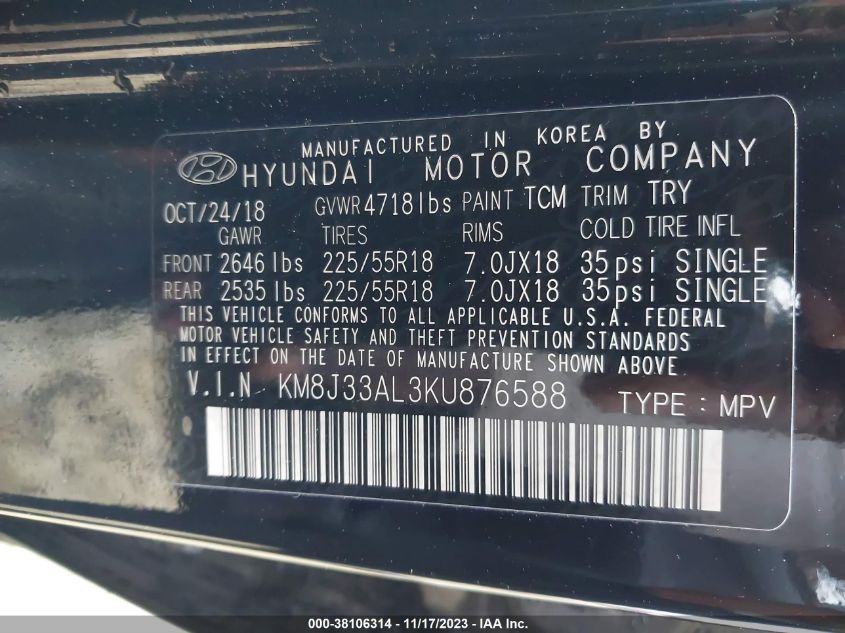 MANUFACTURED IN KOREA BY
HYUNDAI MOTOR COMPANY
OCT/24/18 GVWR 4718lbs PAINT TCM TRIM TRY
GAWR TIRES RIMS COLD TIRE INFL
FRONT 2646 lbs 225/55R18 7.0JX18 35psi SINGLE
REAR 2535 lbs 225/55R18 7.0JX18 35psi SINGLE
THIS VEHICLE CONFORMS TO ALL APPLICABLE U.S.A. FEDERAL
MOTOR VEHICLE SAFETY AND THEFT PREVENTION STANDARDS
IN EFFECT ON THE DATE OF MANUFACTURE SHOWN ABOVE.
V.I.N KM8J33AL3KU876588 TYPE : MPV
000-38106314 - 11/17/2023 - IAA Inc.